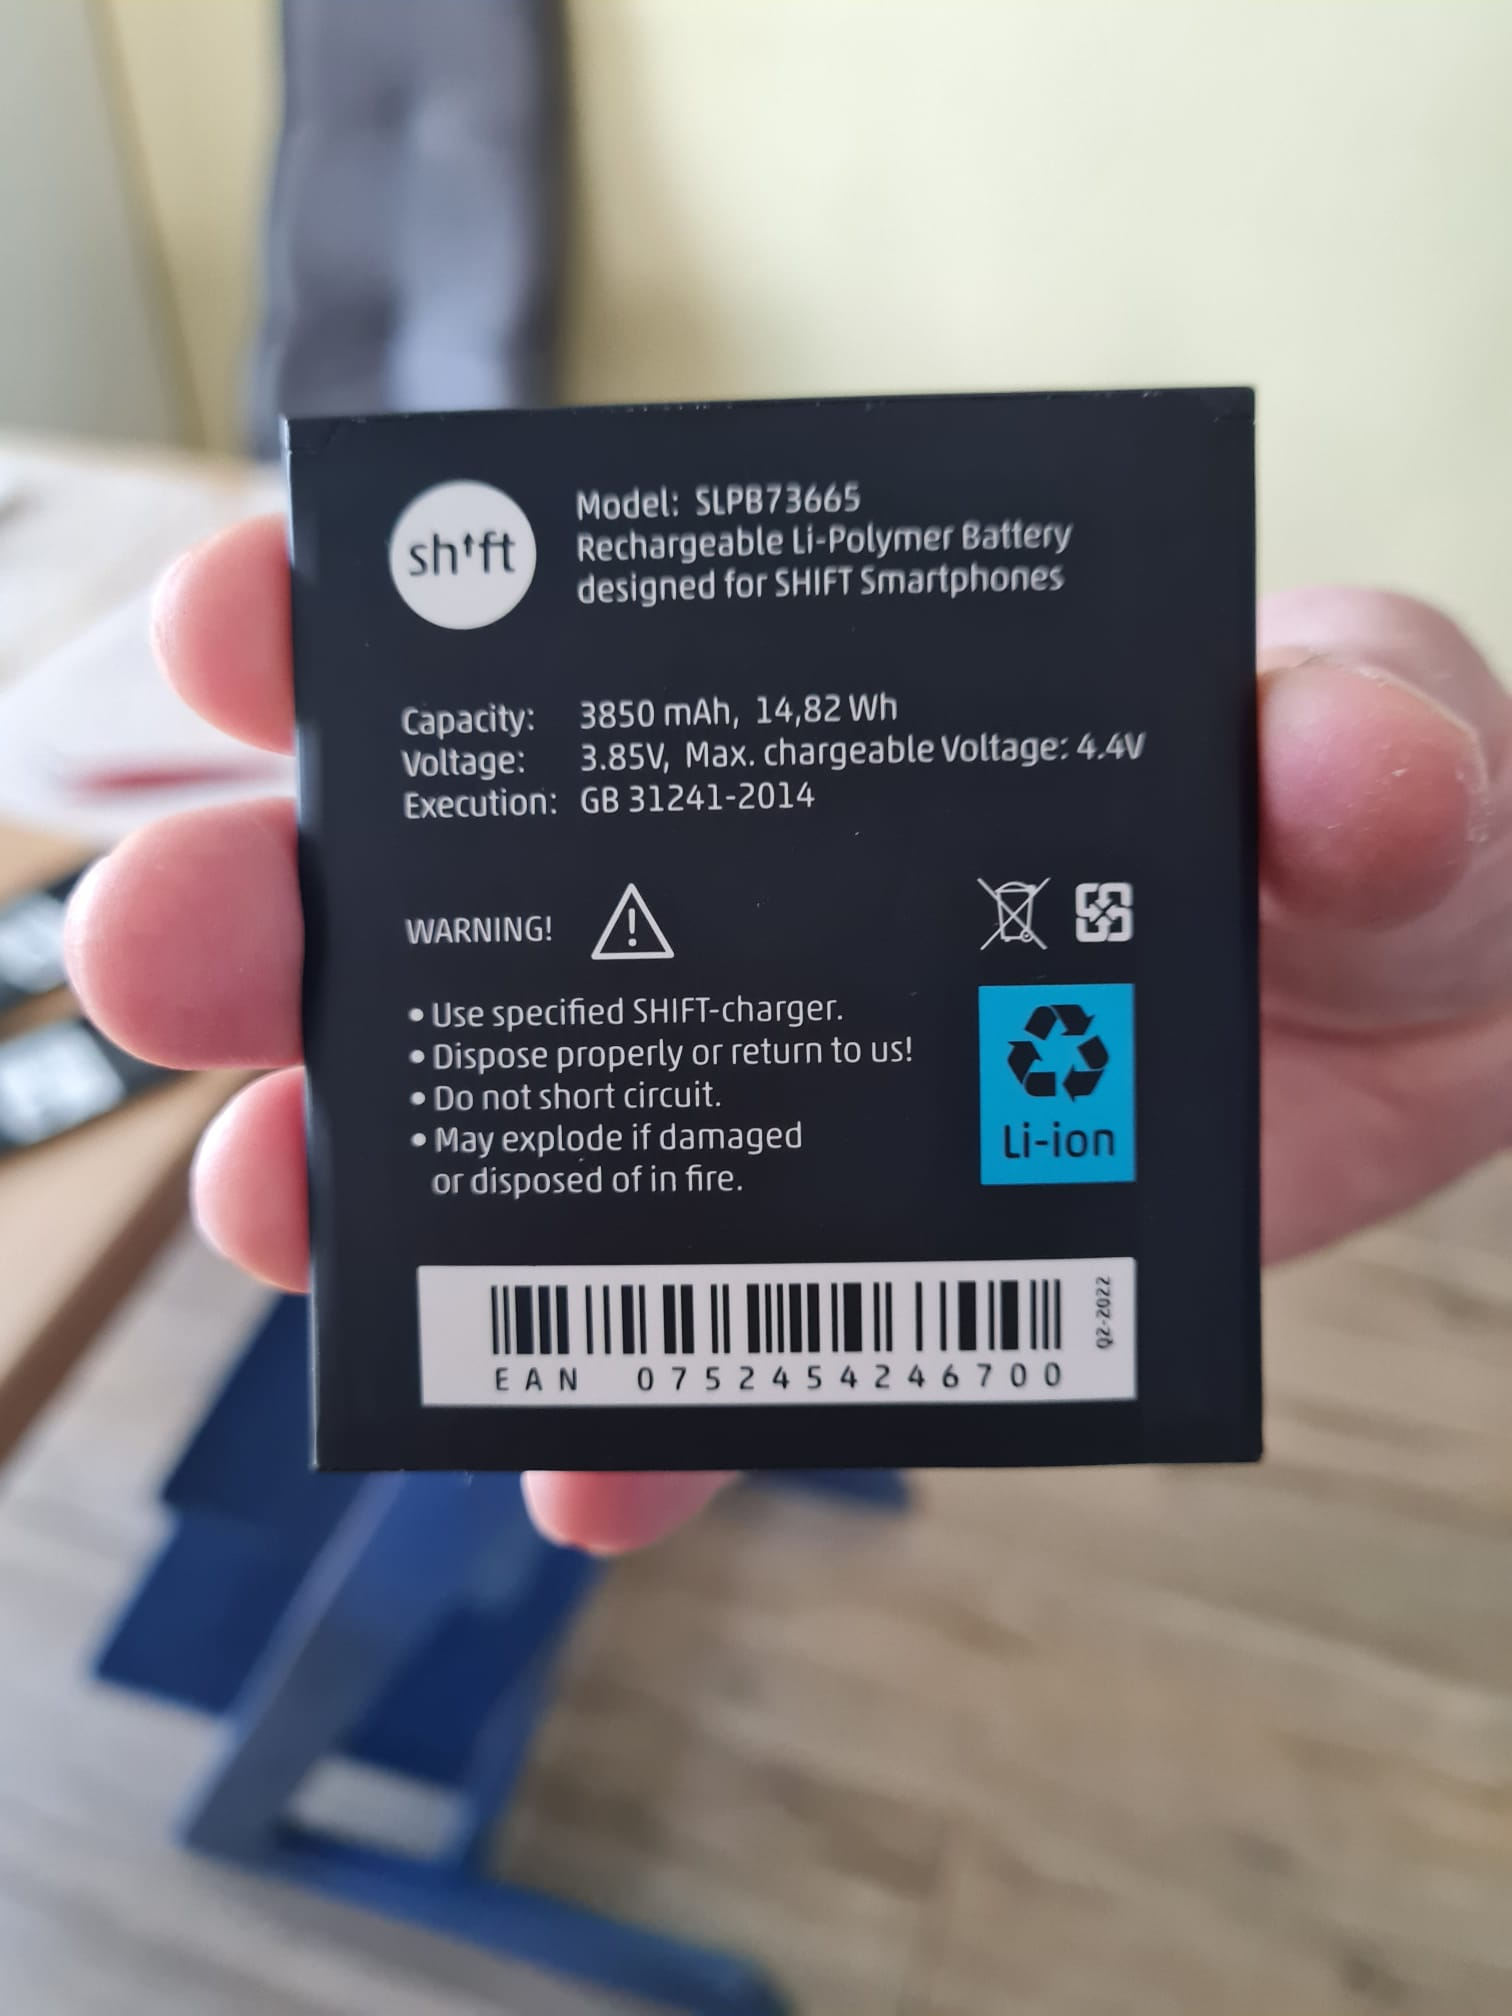 shift
Model: SLPB73665
Rechargeable Li-Polymer Battery
designed for SHIFT Smartphones
Capacity: 3850 mAh, 14,82 Wh
Voltage: 3.85V, Max. chargeable Voltage: 4.4V
Execution: GB 31241-2014
WARNING!
• Use specified SHIFT-charger.
• Dispose properly or return to us!
• Do not short circuit.
• May explode if damaged
or disposed of in fire.
Li-ion
EAN 0752454246700
Q2-2022